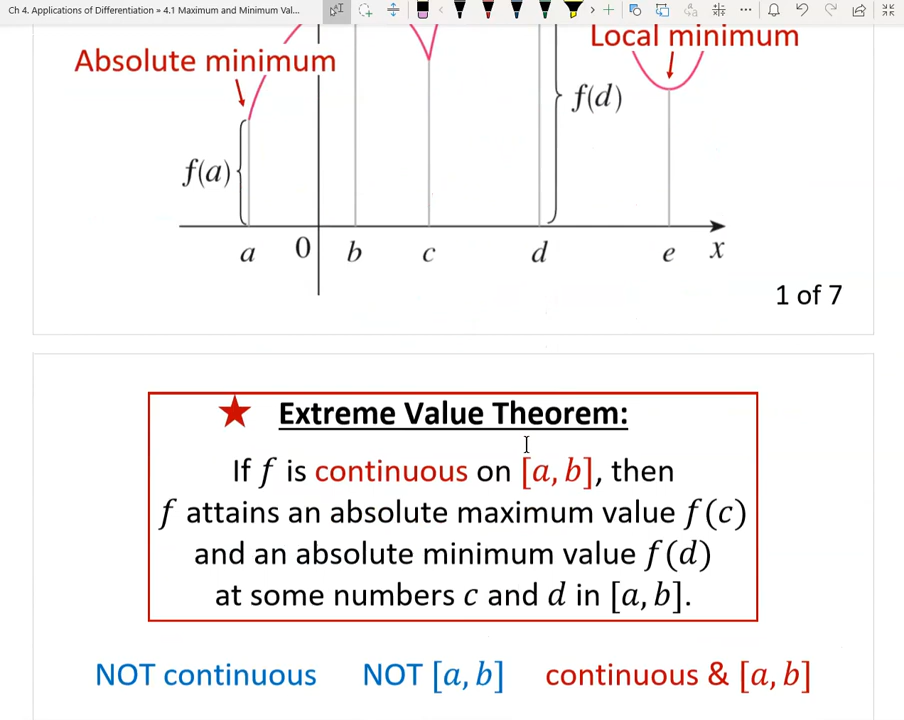 Ch 4. Applications of Differentiation » 4.1 Maximum and Minimum Val...
Local minimum
Absolute minimum
f(d)
f(a)
a 0 b c d e x
1 of 7
Extreme Value Theorem:
If f is continuous on [a, b], then
f attains an absolute maximum value f(c)
and an absolute minimum value f(d)
at some numbers c and d in [a, b].
NOT continuous NOT [a, b] continuous & [a, b]